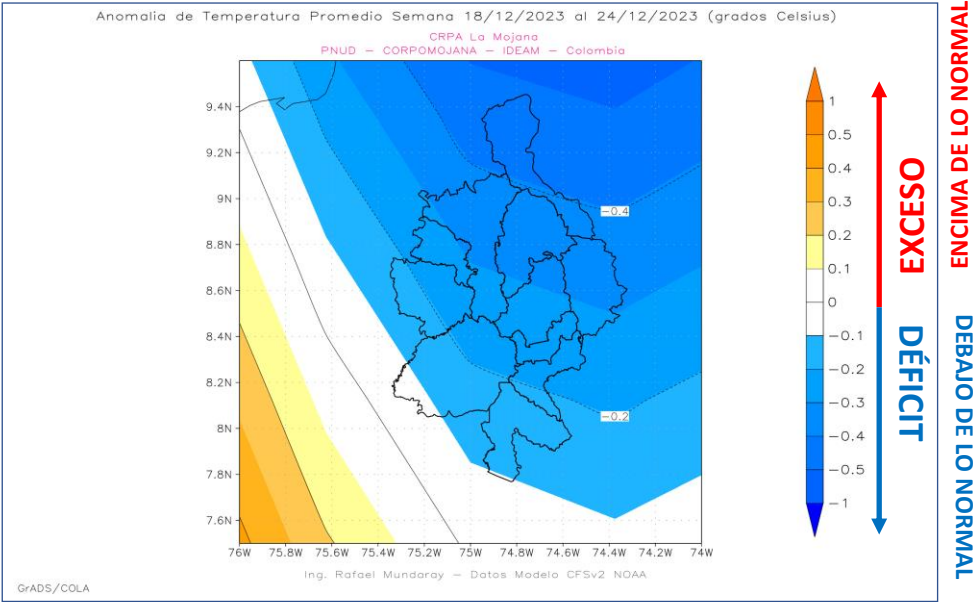 Anomalia de Temperatura Promedio Semana 18/12/2023 al 24/12/2023 (grados Celsius)
CRPA La Mojana
PNUD – CORPOMOJANA – IDEAM – Colombia
9.4N
9.2N
9N
8.8N
8.6N
8.4N
8.2N
8N
7.8N
7.6N
76W 75.8W 75.6W 75.4W 75.2W 75W 74.8W 74.6W 74.4W 74.2W 74W
−0.4
−0.2
1
0.5
0.4
0.3
0.2
0.1
0
−0.1
−0.2
−0.3
−0.4
−0.5
−1
EXCESO
DÉFICIT
ENCIMA DE LO NORMAL
DEBAJO DE LO NORMAL
Ing. Rafael Mundaray – Datos Modelo CFSv2 NOAA
GrADS/COLA